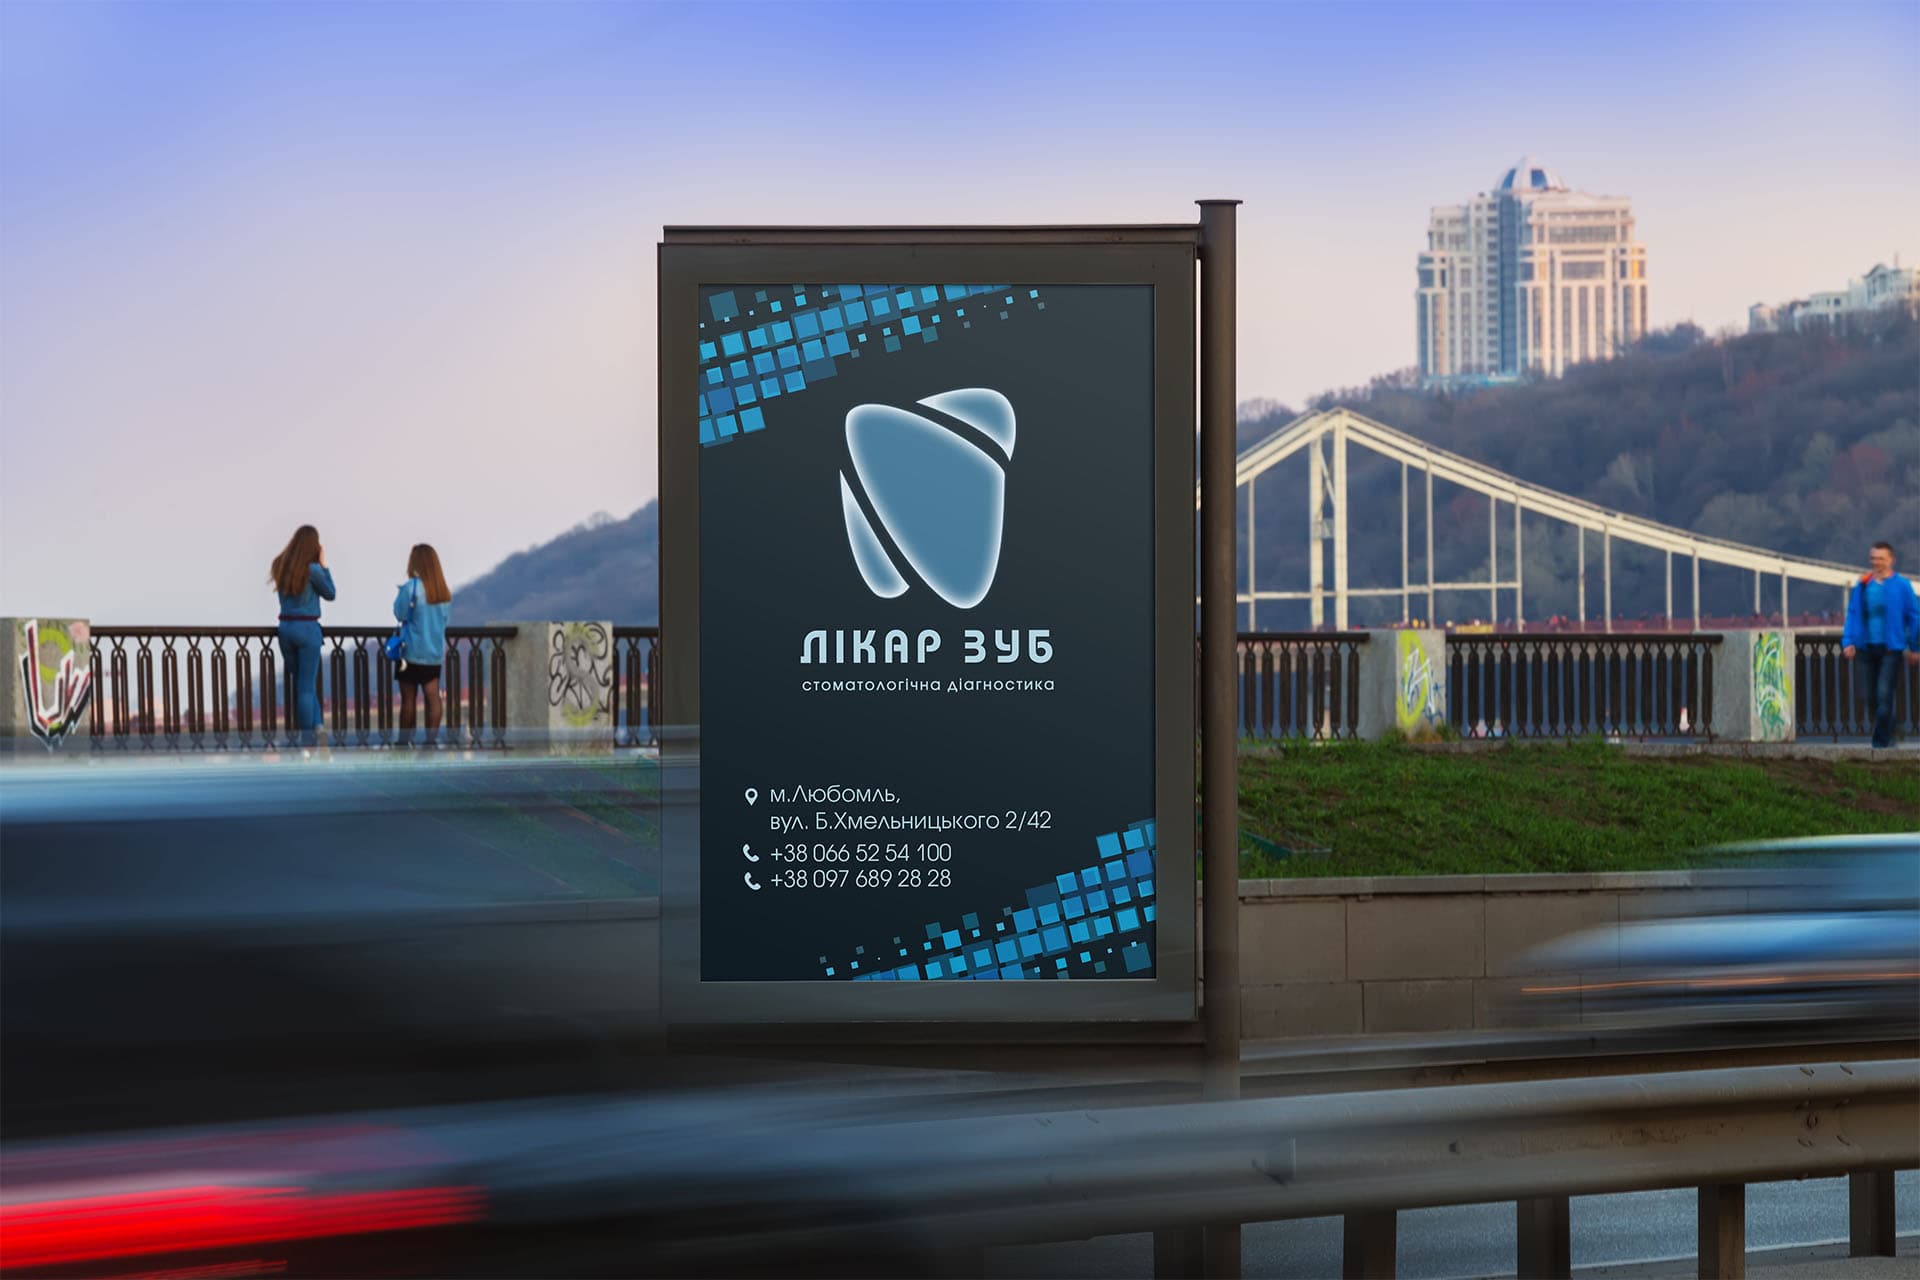 ЛІКАР ЗУБ
стоматологічна діагностика
м.Любомль,
вул. Б.Хмельницького 2/42
+38 066 52 54 100
+38 097 689 28 28